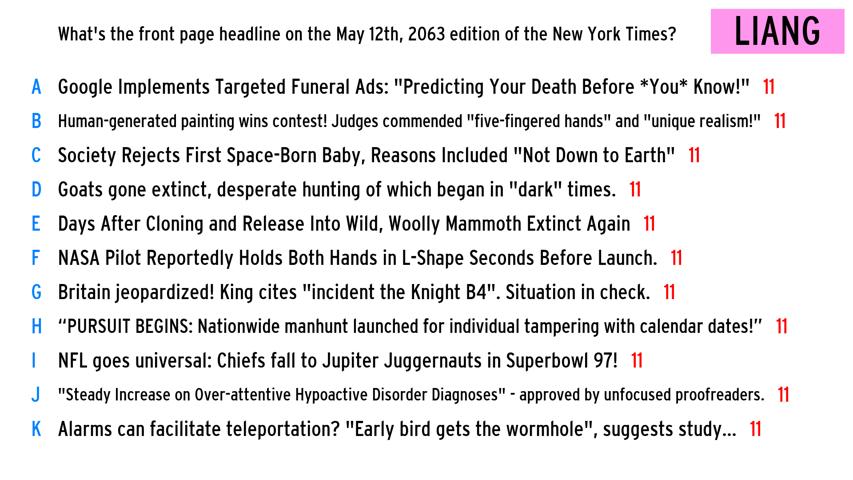 What's the front page headline on the May 12th, 2063 edition of the New York Times?
LIANG
A Google Implements Targeted Funeral Ads: "Predicting Your Death Before *You* Know!" 11
B Human-generated painting wins contest! Judges commended "five-fingered hands" and "unique realism!" 11
C Society Rejects First Space-Born Baby, Reasons Included "Not Down to Earth" 11
D Goats gone extinct, desperate hunting of which began in "dark" times. 11
E Days After Cloning and Release Into Wild, Woolly Mammoth Extinct Again 11
F NASA Pilot Reportedly Holds Both Hands in L-Shape Seconds Before Launch. 11
G Britain jeopardized! King cites "incident the Knight B4". Situation in check. 11
H “PURSUIT BEGINS: Nationwide manhunt launched for individual tampering with calendar dates!” 11
I NFL goes universal: Chiefs fall to Jupiter Juggernauts in Superbowl 97! 11
J "Steady Increase on Over-attentive Hypoactive Disorder Diagnoses" - approved by unfocused proofreaders. 11
K Alarms can facilitate teleportation? "Early bird gets the wormhole", suggests study... 11